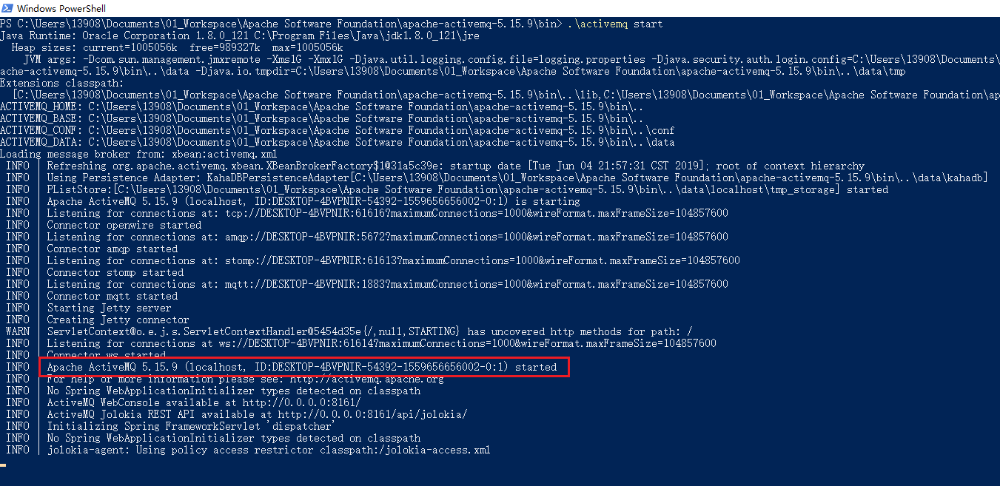 Windows PowerShell
PS C:\Users\13908\Documents\01_Workspace\Apache Software Foundation\apache-activemq-5.15.9\bin> .\activemq start
Java Runtime: Oracle Corporation 1.8.0_121 C:\Program Files\Java\jdk1.8.0_121\jre
  Heap sizes: current=1005056k  free=989327k  max=1005056k
    JVM args: -Dcom.sun.management.jmxremote -Xms1G -Xmx1G -Djava.util.logging.config.file=logging.properties -Djava.security.auth.login.config=C:\Users\13908\Documents\
ache-activemq-5.15.9\bin\..\data -Djava.io.tmpdir=C:\Users\13908\Documents\01_Workspace\Apache Software Foundation\apache-activemq-5.15.9\bin\..\data\tmp
Extensions classpath:
  [C:\Users\13908\Documents\01_Workspace\Apache Software Foundation\apache-activemq-5.15.9\bin\..\lib,C:\Users\13908\Documents\01_Workspace\Apache Software Foundation\ap
ACTIVEMQ_HOME: C:\Users\13908\Documents\01_Workspace\Apache Software Foundation\apache-activemq-5.15.9\bin\..
ACTIVEMQ_BASE: C:\Users\13908\Documents\01_Workspace\Apache Software Foundation\apache-activemq-5.15.9\bin\..
ACTIVEMQ_CONF: C:\Users\13908\Documents\01_Workspace\Apache Software Foundation\apache-activemq-5.15.9\bin\..\conf
ACTIVEMQ_DATA: C:\Users\13908\Documents\01_Workspace\Apache Software Foundation\apache-activemq-5.15.9\bin\..\data
Loading message broker from: xbean:activemq.xml
 INFO | Refreshing org.apache.activemq.xbean.XBeanBrokerFactory$1@31a5c39e: startup date [Tue Jun 04 21:57:31 CST 2019]; root of context hierarchy
 INFO | Using Persistence Adapter: KahaDBPersistenceAdapter[C:\Users\13908\Documents\01_Workspace\Apache Software Foundation\apache-activemq-5.15.9\bin\..\data\kahadb]
 INFO | PListStore:[C:\Users\13908\Documents\01_Workspace\Apache Software Foundation\apache-activemq-5.15.9\bin\..\data\localhost\tmp_storage] started
 INFO | Apache ActiveMQ 5.15.9 (localhost, ID:DESKTOP-4BVPNIR-54392-1559656656002-0:1) is starting
 INFO | Listening for connections at: tcp://DESKTOP-4BVPNIR:61616?maximumConnections=1000&wireFormat.maxFrameSize=104857600
 INFO | Connector openwire started
 INFO | Listening for connections at: amqp://DESKTOP-4BVPNIR:5672?maximumConnections=1000&wireFormat.maxFrameSize=104857600
 INFO | Connector amqp started
 INFO | Listening for connections at: stomp://DESKTOP-4BVPNIR:61613?maximumConnections=1000&wireFormat.maxFrameSize=104857600
 INFO | Connector stomp started
 INFO | Listening for connections at: mqtt://DESKTOP-4BVPNIR:1883?maximumConnections=1000&wireFormat.maxFrameSize=104857600
 INFO | Connector mqtt started
 INFO | Starting Jetty server
 INFO | Creating Jetty connector
 WARN | ServletContext@o.e.j.s.ServletContextHandler@5454d35e{/,null,STARTING} has uncovered http methods for path: /
 INFO | Listening for connections at ws://DESKTOP-4BVPNIR:61614?maximumConnections=1000&wireFormat.maxFrameSize=104857600
 INFO | Connector ws started
 INFO | Apache ActiveMQ 5.15.9 (localhost, ID:DESKTOP-4BVPNIR-54392-1559656656002-0:1) started
 INFO | For help or more information please see: http://activemq.apache.org
 INFO | No Spring WebApplicationInitializer types detected on classpath
 INFO | ActiveMQ WebConsole available at http://0.0.0.0:8161/
 INFO | ActiveMQ Jolokia REST API available at http://0.0.0.0:8161/api/jolokia/
 INFO | Initializing Spring FrameworkServlet 'dispatcher'
 INFO | No Spring WebApplicationInitializer types detected on classpath
 INFO | jolokia-agent: Using policy access restrictor classpath:/jolokia-access.xml